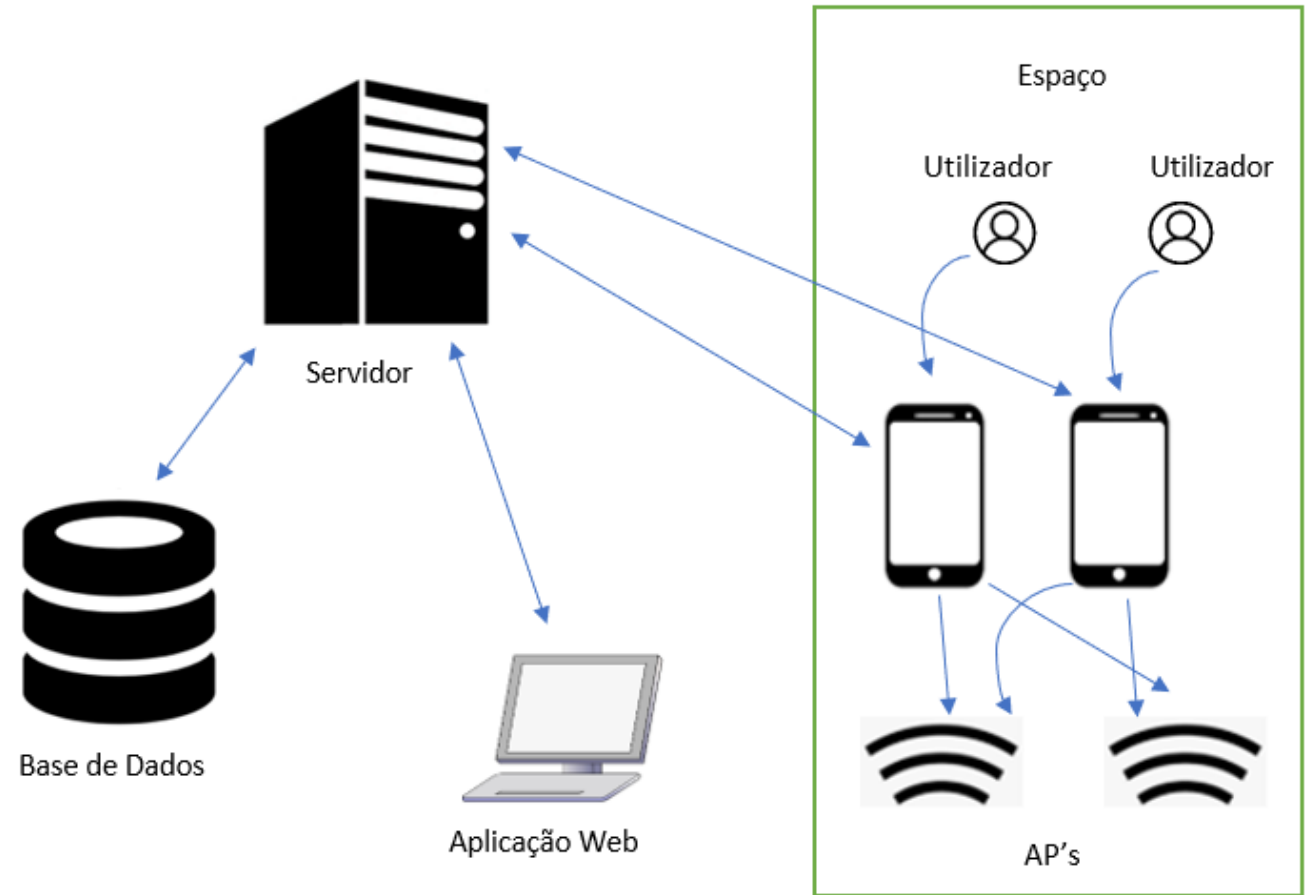 Espaço
Utilizador
Utilizador
Servidor
Base de Dados
Aplicação Web
AP’s